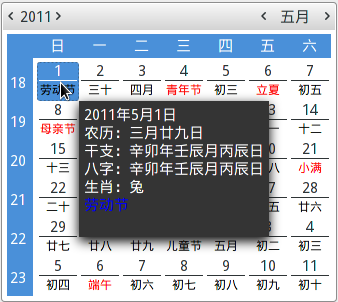 2011 五月
日 一 二 三 四 五 六
18 1 2 3 4 5 6 7
劳动节 三十 四月 青年节 初三 立夏 初五
19 8 14
母亲节 十二
20 15 21
十三 小满
21 22 28
二十 廿六
22 29 4
廿七 廿八 廿九 儿童节 五月 初二 初三
23 5 6 7 8 9 10 11
初四 端午 初六 初七 初八 初九 初十
2011年5月1日
农历：三月廿九日
干支：辛卯年壬辰月丙辰日
八字：辛卯年壬辰月丙辰日
生肖：兔
劳动节